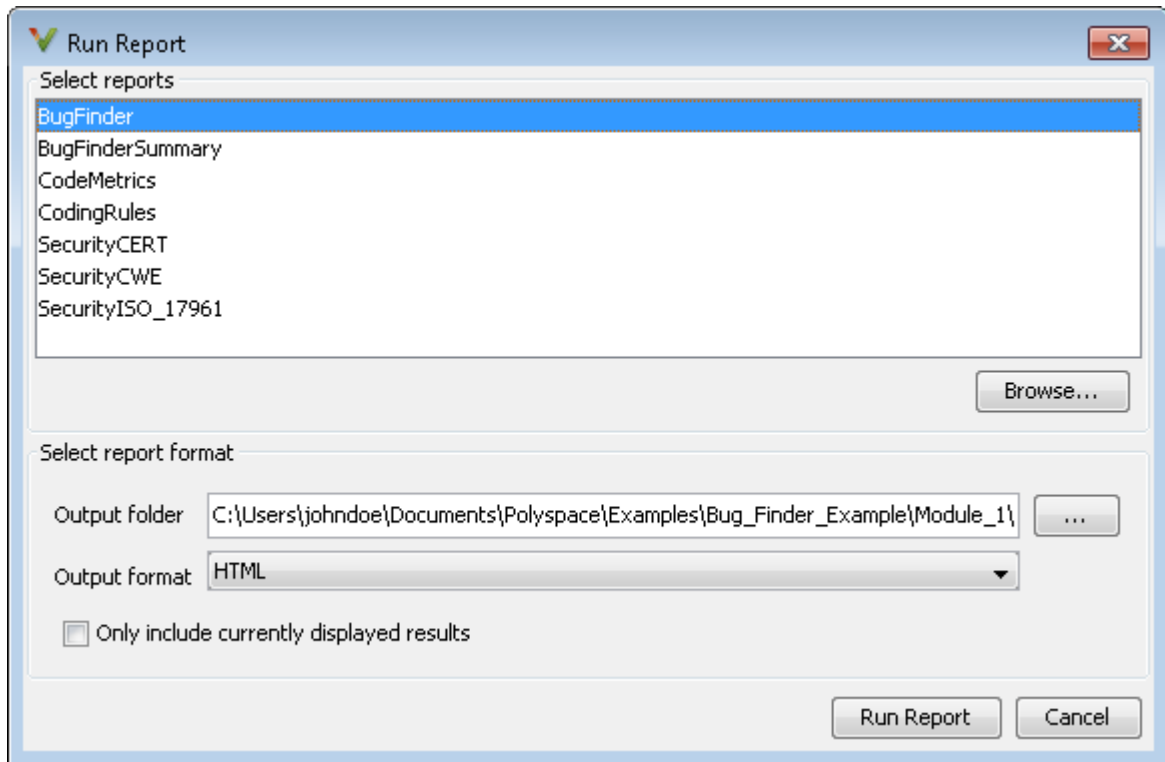 Run Report
Select reports
BugFinder
BugFinderSummary
CodeMetrics
CodingRules
SecurityCERT
SecurityCWE
SecurityISO_17961
Browse...
Select report format
Output folder C:\Users\johndoe\Documents\Polyspace\Examples\Bug_Finder_Example\Module_1\ ...
Output format HTML
Only include currently displayed results
Run Report Cancel